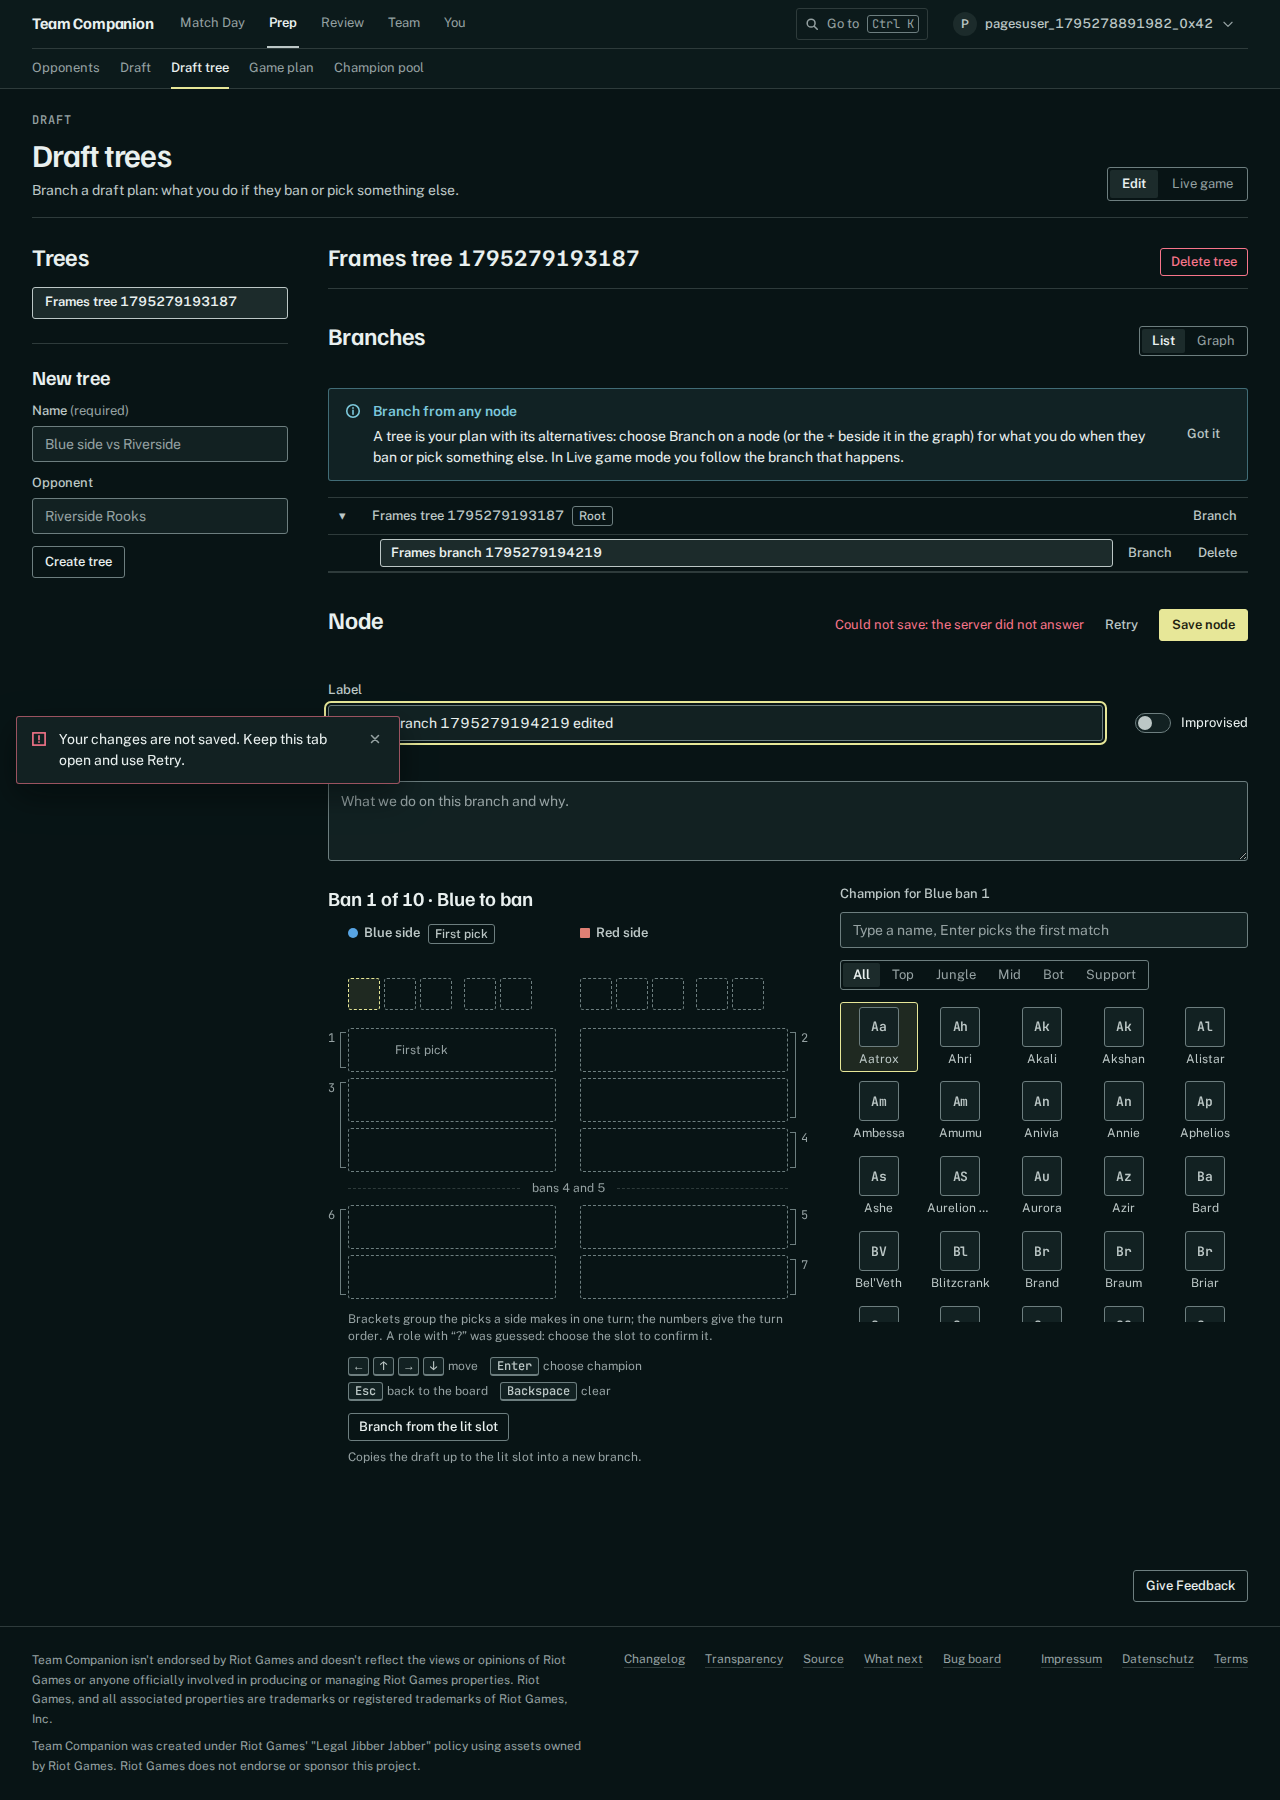 Team Companion
Match Day
Prep
Review
Team
You
Go to
Ctrl K
P
pagesuser_1795278891982_0x42
Opponents
Draft
Draft tree
Game plan
Champion pool
DRAFT
Draft trees
Branch a draft plan: what you do if they ban or pick something else.
Edit
Live game
Trees
Frames tree 1795279193187
New tree
Name (required)
Blue side vs Riverside
Opponent
Riverside Rooks
Create tree
Frames tree 1795279193187
Delete tree
Branches
List
Graph
Branch from any node
A tree is your plan with its alternatives: choose Branch on a node (or the + beside it in the graph) for what you do when they
ban or pick something else. In Live game mode you follow the branch that happens.
Got it
Frames tree 1795279193187
Root
Branch
Frames branch 1795279194219
Branch
Delete
Node
Could not save: the server did not answer
Retry
Save node
Label
ranch 1795279194219 edited
Improvised
Your changes are not saved. Keep this tab
open and use Retry.
What we do on this branch and why.
Ban 1 of 10 · Blue to ban
Blue side
First pick
Red side
1
First pick
2
3
4
bans 4 and 5
6
5
7
Brackets group the picks a side makes in one turn; the numbers give the turn
order. A role with “?” was guessed: choose the slot to confirm it.
← ↑ → ↓ move
Enter choose champion
Esc back to the board
Backspace clear
Branch from the lit slot
Copies the draft up to the lit slot into a new branch.
Champion for Blue ban 1
Type a name, Enter picks the first match
All
Top
Jungle
Mid
Bot
Support
Aa
Ah
Ak
Ak
Al
Aatrox
Ahri
Akali
Akshan
Alistar
Am
Am
An
An
Ap
Ambessa
Amumu
Anivia
Annie
Aphelios
As
AS
Au
Az
Ba
Ashe
Aurelion ...
Aurora
Azir
Bard
BV
Bl
Br
Br
Br
Bel'Veth
Blitzcrank
Brand
Braum
Briar
Give Feedback
Team Companion isn't endorsed by Riot Games and doesn't reflect the views or opinions of Riot
Games or anyone officially involved in producing or managing Riot Games properties. Riot
Games, and all associated properties are trademarks or registered trademarks of Riot Games,
Inc.
Team Companion was created under Riot Games' "Legal Jibber Jabber" policy using assets owned
by Riot Games. Riot Games does not endorse or sponsor this project.
Changelog
Transparency
Source
What next
Bug board
Impressum
Datenschutz
Terms